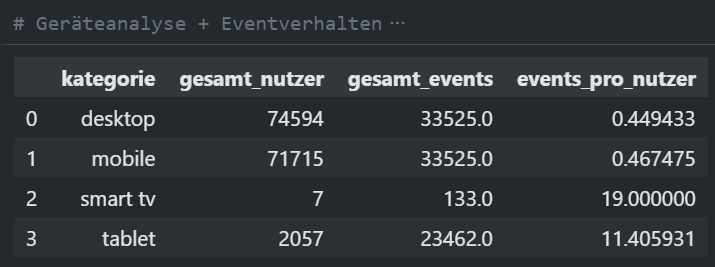 # Geräteanalyse + Eventverhalten ···
kategorie gesamt_nutzer gesamt_events events_pro_nutzer
0 desktop 74594 33525.0 0.449433
1 mobile 71715 33525.0 0.467475
2 smart tv 7 133.0 19.000000
3 tablet 2057 23462.0 11.405931